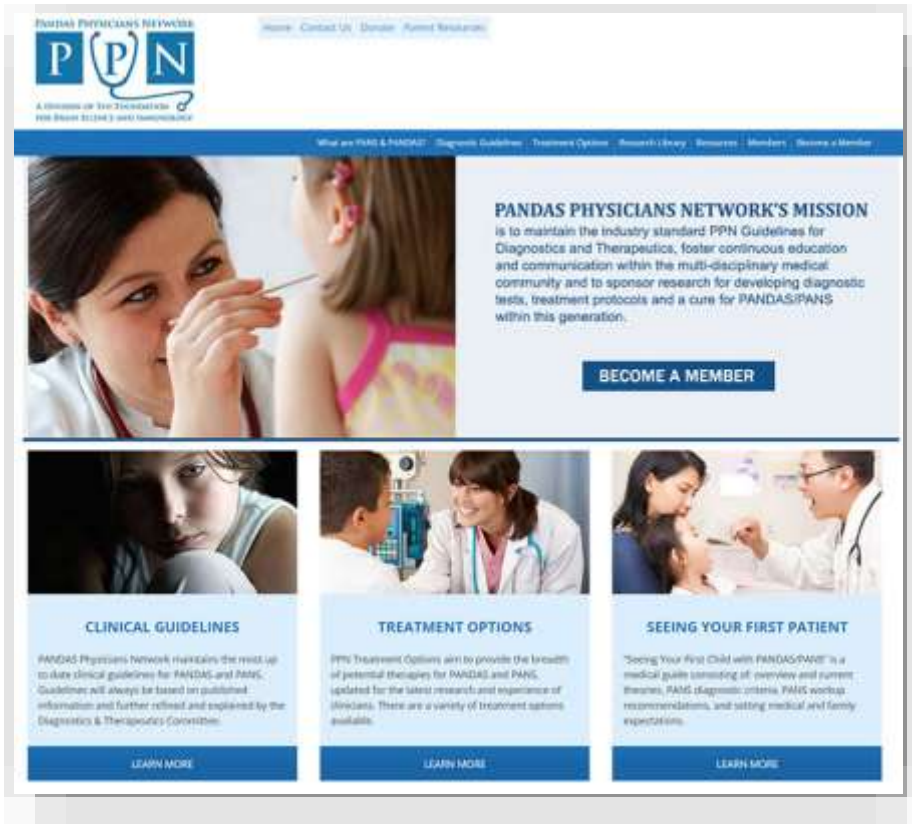 PANDAS PHYSICIANS NETWORK
PPN
A DIVISION OF THE FOUNDATION
FOR BRAIN SCIENCE AND IMMUNOLOGY
Home Contact Us Donate Parent Resources
What are PANS & PANDAS? Diagnostic Guidelines Treatment Options Research Library Resources Members Become a Member
PANDAS PHYSICIANS NETWORK'S MISSION
is to maintain the industry standard PPN Guidelines for
Diagnostics and Therapeutics, foster continuous education
and communication within the multi-disciplinary medical
community and to sponsor research for developing diagnostic
tests, treatment protocols and a cure for PANDAS/PANS
within this generation.
BECOME A MEMBER
CLINICAL GUIDELINES
PANDAS Physicians Network maintains the most up
to date clinical guidelines for PANDAS and PANS.
Guidelines will always be based on published
information and further refined and explained by the
Diagnostics & Therapeutics Committee.
LEARN MORE
TREATMENT OPTIONS
PPN Treatment Options aim to provide the breadth
of potential therapies for PANDAS and PANS,
updated for the latest research and experience of
clinicians. There are a variety of treatment options
available.
LEARN MORE
SEEING YOUR FIRST PATIENT
"Seeing Your First Child with PANDAS/PANS" is a
medical guide consisting of: overview and current
theories, PANS diagnostic criteria, PANS workup
recommendations, and setting medical and family
expectations.
LEARN MORE